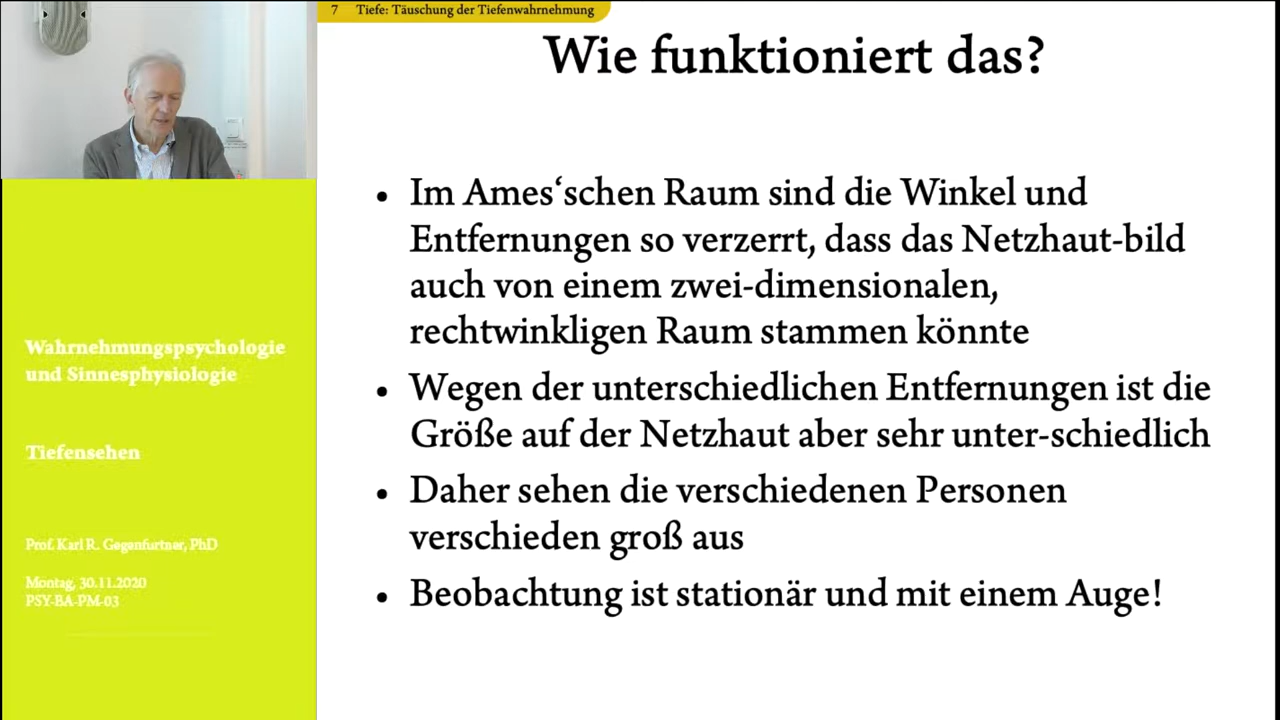 7 Tiefe: Täuschung der Tiefenwahrnehmung
Wie funktioniert das?
• Im Ames‘schen Raum sind die Winkel und
Entfernungen so verzerrt, dass das Netzhaut-bild
auch von einem zwei-dimensionalen,
rechtwinkligen Raum stammen könnte
• Wegen der unterschiedlichen Entfernungen ist die
Größe auf der Netzhaut aber sehr unter-schiedlich
• Daher sehen die verschiedenen Personen
verschieden groß aus
• Beobachtung ist stationär und mit einem Auge!
Wahrnehmungspsychologie
und Sinnesphysiologie
Tiefensehen
Prof. Karl R. Gegenfurtner, PhD
Montag, 30.11.2020
PSY-BA-PM-03